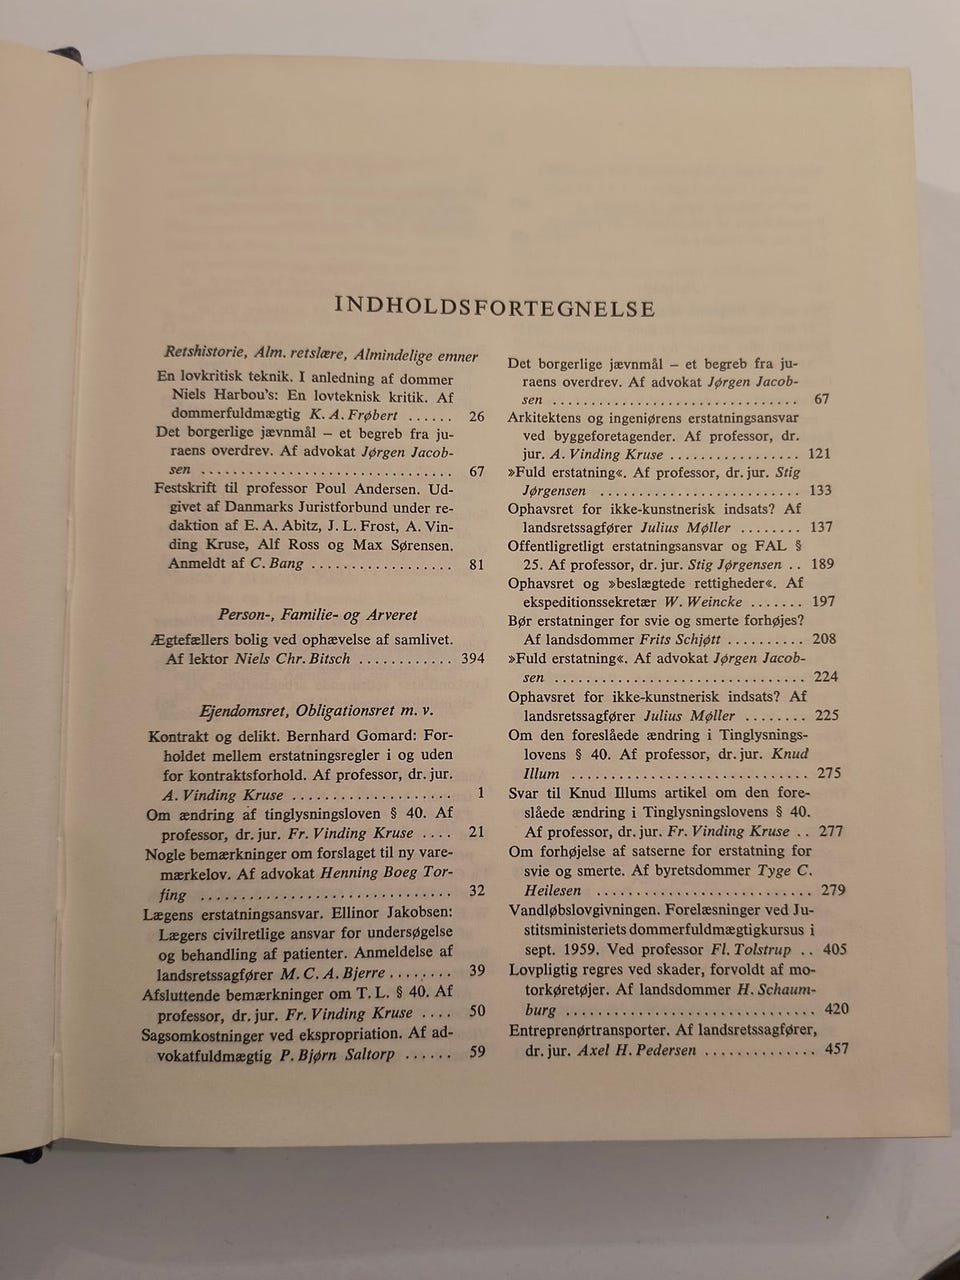 INDHOLDSFORTEGNELSE
Retshistorie, Alm. retslære, Almindelige emner
En lovkritisk teknik. I anledning af dommer
Niels Harbou's: En lovteknisk kritik. Af
dommerfuldmægtig K. A. Frøbert ...... 26
Det borgerlige jævnmål – et begreb fra ju-
raens overdrev. Af advokat Jørgen Jacob-
sen ................................ 67
Festskrift til professor Poul Andersen. Ud-
givet af Danmarks Juristforbund under re-
daktion af E. A. Abitz, J. L. Frost, A. Vin-
ding Kruse, Alf Ross og Max Sørensen.
Anmeldt af C. Bang .................. 81
Person-, Familie- og Arveret
Ægtefællers bolig ved ophævelse af samlivet.
Af lektor Niels Chr. Bitsch ............ 394
Ejendomsret, Obligationsret m. v.
Kontrakt og delikt. Bernhard Gomard: For-
holdet mellem erstatningsregler i og uden
for kontraktsforhold. Af professor, dr. jur.
A. Vinding Kruse .................... 1
Om ændring af tinglysningsloven § 40. Af
professor, dr. jur. Fr. Vinding Kruse .... 21
Nogle bemærkninger om forslaget til ny vare-
mærkelov. Af advokat Henning Boeg Tor-
fing ................................ 32
Lægens erstatningsansvar. Ellinor Jakobsen:
Lægers civilretlige ansvar for undersøgelse
og behandling af patienter. Anmeldelse af
landsretssagfører M. C. A. Bjerre ........ 39
Afsluttende bemærkninger om T. L. § 40. Af
professor, dr. jur. Fr. Vinding Kruse .... 50
Sagsomkostninger ved ekspropriation. Af ad-
vokatfuldmægtig P. Bjørn Saltorp ...... 59
Det borgerlige jævnmål – et begreb fra ju-
raens overdrev. Af advokat Jørgen Jacob-
sen ............................... 67
Arkitektens og ingeniørens erstatningsansvar
ved byggeforetagender. Af professor, dr.
jur. A. Vinding Kruse ................. 121
»Fuld erstatning«. Af professor, dr. jur. Stig
Jørgensen .......................... 133
Ophavsret for ikke-kunstnerisk indsats? Af
landsretssagfører Julius Møller ........ 137
Offentligretligt erstatningsansvar og FAL §
25. Af professor, dr. jur. Stig Jørgensen .. 189
Ophavsret og »beslægtede rettigheder«. Af
ekspeditionssekretær W. Weincke ....... 197
Bør erstatninger for svie og smerte forhøjes?
Af landsdommer Frits Schjøtt .......... 208
»Fuld erstatning«. Af advokat Jørgen Jacob-
sen ................................ 224
Ophavsret for ikke-kunstnerisk indsats? Af
landsretssagfører Julius Møller ........ 225
Om den foreslåede ændring i Tinglysnings-
lovens § 40. Af professor, dr. jur. Knud
Illum .............................. 275
Svar til Knud Illums artikel om den fore-
slåede ændring i Tinglysningslovens § 40.
Af professor, dr. jur. Fr. Vinding Kruse .. 277
Om forhøjelse af satserne for erstatning for
svie og smerte. Af byretsdommer Tyge C.
Heilesen ........................... 279
Vandløbslovgivningen. Forelæsninger ved Ju-
stitsministeriets dommerfuldmægtigkursus i
sept. 1959. Ved professor Fl. Tolstrup .. 405
Lovpligtig regres ved skader, forvoldt af mo-
torkøretøjer. Af landsdommer H. Schaum-
burg ............................... 420
Entreprenørtransporter. Af landsretssagfører,
dr. jur. Axel H. Pedersen .............. 457